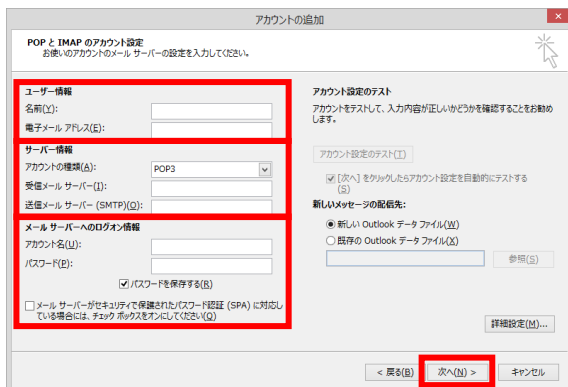 アカウントの追加
POP と IMAP のアカウント設定
お使いのアカウントのメール サーバーの設定を入力してください。
ユーザー情報
名前(Y):
電子メール アドレス(E):
サーバー情報
アカウントの種類(A):
POP3
受信メール サーバー(I):
送信メール サーバー (SMTP)(O):
メール サーバーへのログオン情報
アカウント名(U):
パスワード(P):
パスワードを保存する(R)
メール サーバーがセキュリティで保護されたパスワード認証 (SPA) に対応し
ている場合には、チェック ボックスをオンにしてください(Q)
アカウント設定のテスト
アカウントをテストして、入力内容が正しいかどうかを確認することをお勧め
します。
アカウント設定のテスト(T)
[次へ] をクリックしたらアカウント設定を自動的にテストする
(S)
新しいメッセージの配信先:
新しい Outlook データ ファイル(W)
既存の Outlook データ ファイル(X)
参照(S)
詳細設定(M)...
< 戻る(B)
次へ(N) >
キャンセル